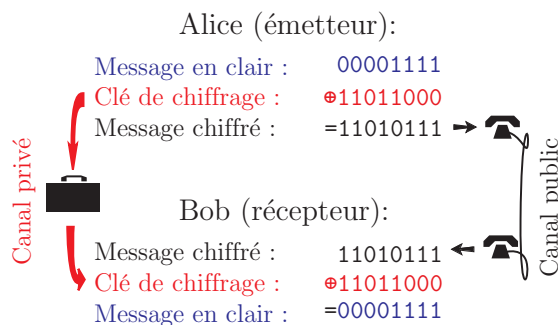 Alice (émetteur):
Message en clair : 00001111
Clé de chiffrage : ⊕11011000
Message chiffré : =11010111
Canal privé
Canal public
Bob (récepteur):
Message chiffré : 11010111
Clé de chiffrage : ⊕11011000
Message en clair : =00001111